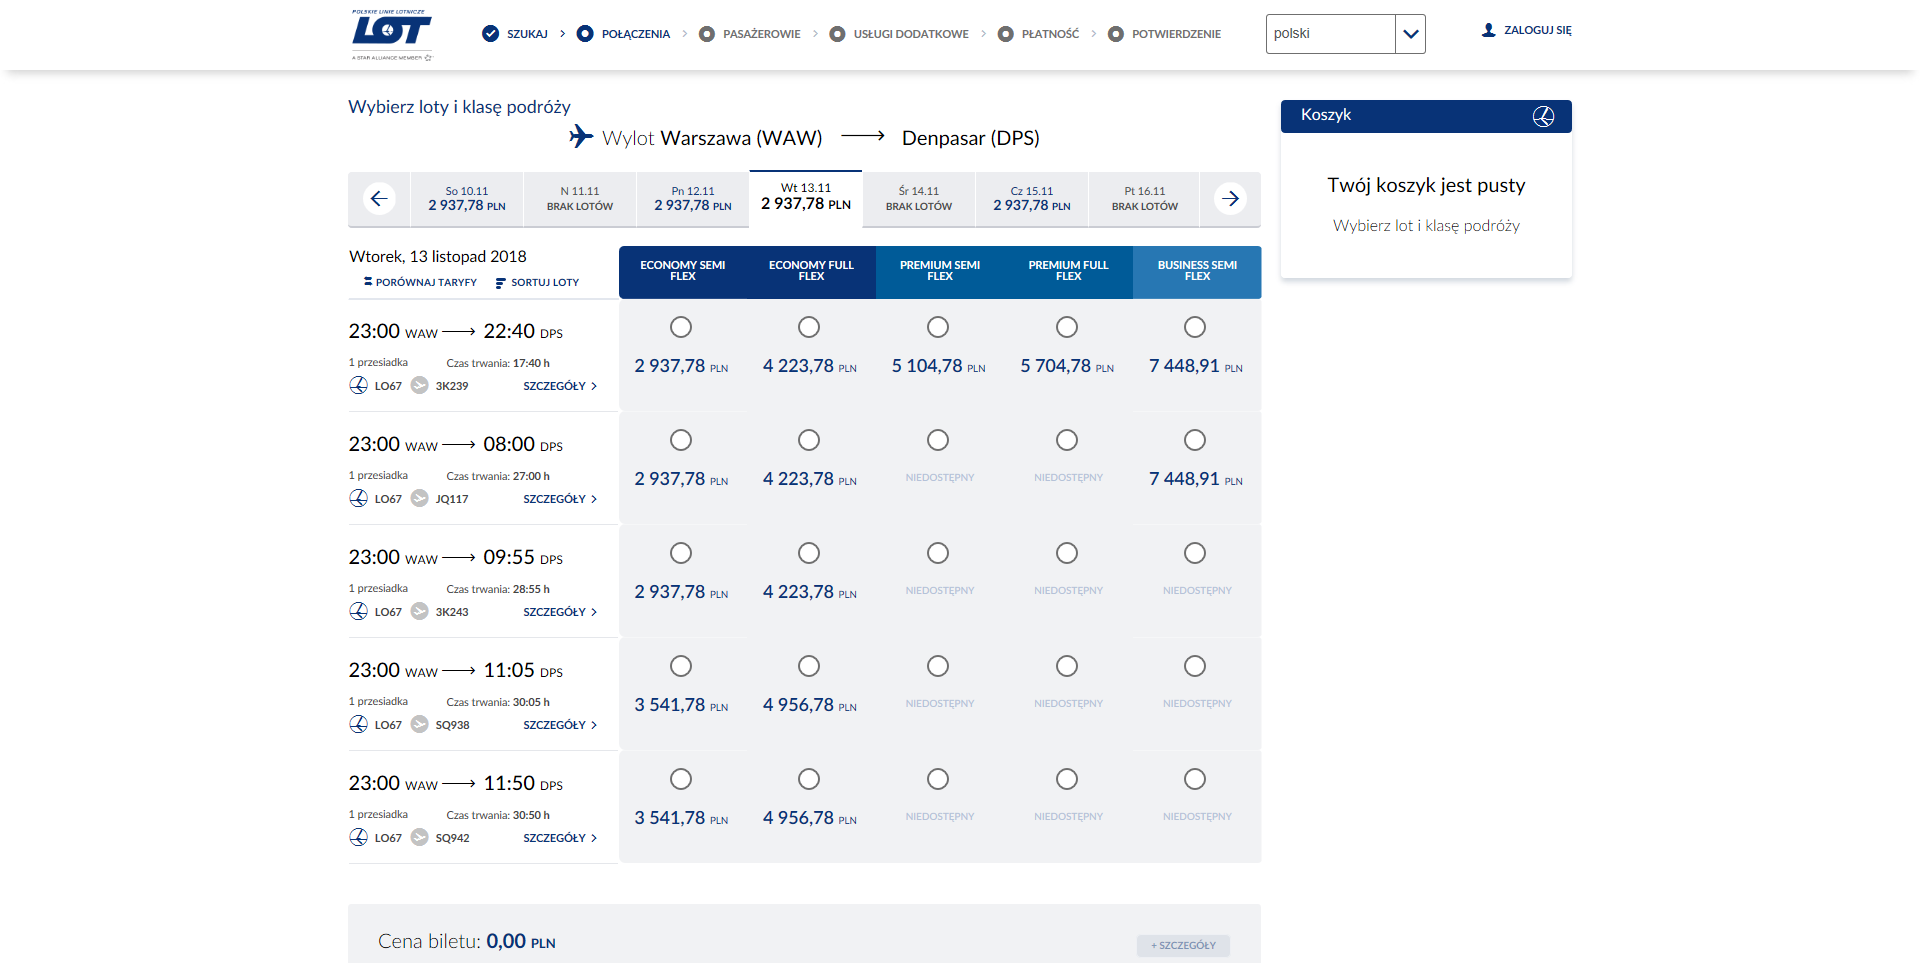 POLSKIE LINIE LOTNICZE
LOT
A STAR ALLIANCE MEMBER
SZUKAJ > POŁĄCZENIA > PASAŻEROWIE > USŁUGI DODATKOWE > PŁATNOŚĆ > POTWIERDZENIE
polski
ZALOGUJ SIĘ
Wybierz loty i klasę podróży
Wylot Warszawa (WAW) Denpasar (DPS)
So 10.11
2 937,78 PLN
N 11.11
BRAK LOTÓW
Pn 12.11
2 937,78 PLN
Wt 13.11
2 937,78 PLN
Śr 14.11
BRAK LOTÓW
Cz 15.11
2 937,78 PLN
Pt 16.11
BRAK LOTÓW
Wtorek, 13 listopad 2018
PORÓWNAJ TARYFY SORTUJ LOTY
ECONOMY SEMI
FLEX
ECONOMY FULL
FLEX
PREMIUM SEMI
FLEX
PREMIUM FULL
FLEX
BUSINESS SEMI
FLEX
23:00 WAW 22:40 DPS
1 przesiadka Czas trwania: 17:40 h
LO67 3K239 SZCZEGÓŁY >
2 937,78 PLN 4 223,78 PLN 5 104,78 PLN 5 704,78 PLN 7 448,91 PLN
23:00 WAW 08:00 DPS
1 przesiadka Czas trwania: 27:00 h
LO67 JQ117 SZCZEGÓŁY >
2 937,78 PLN 4 223,78 PLN NIEDOSTĘPNY NIEDOSTĘPNY 7 448,91 PLN
23:00 WAW 09:55 DPS
1 przesiadka Czas trwania: 28:55 h
LO67 3K243 SZCZEGÓŁY >
2 937,78 PLN 4 223,78 PLN NIEDOSTĘPNY NIEDOSTĘPNY NIEDOSTĘPNY
23:00 WAW 11:05 DPS
1 przesiadka Czas trwania: 30:05 h
LO67 SQ938 SZCZEGÓŁY >
3 541,78 PLN 4 956,78 PLN NIEDOSTĘPNY NIEDOSTĘPNY NIEDOSTĘPNY
23:00 WAW 11:50 DPS
1 przesiadka Czas trwania: 30:50 h
LO67 SQ942 SZCZEGÓŁY >
3 541,78 PLN 4 956,78 PLN NIEDOSTĘPNY NIEDOSTĘPNY NIEDOSTĘPNY
Cena biletu: 0,00 PLN
+ SZCZEGÓŁY
Koszyk
Twój koszyk jest pusty
Wybierz lot i klasę podróży